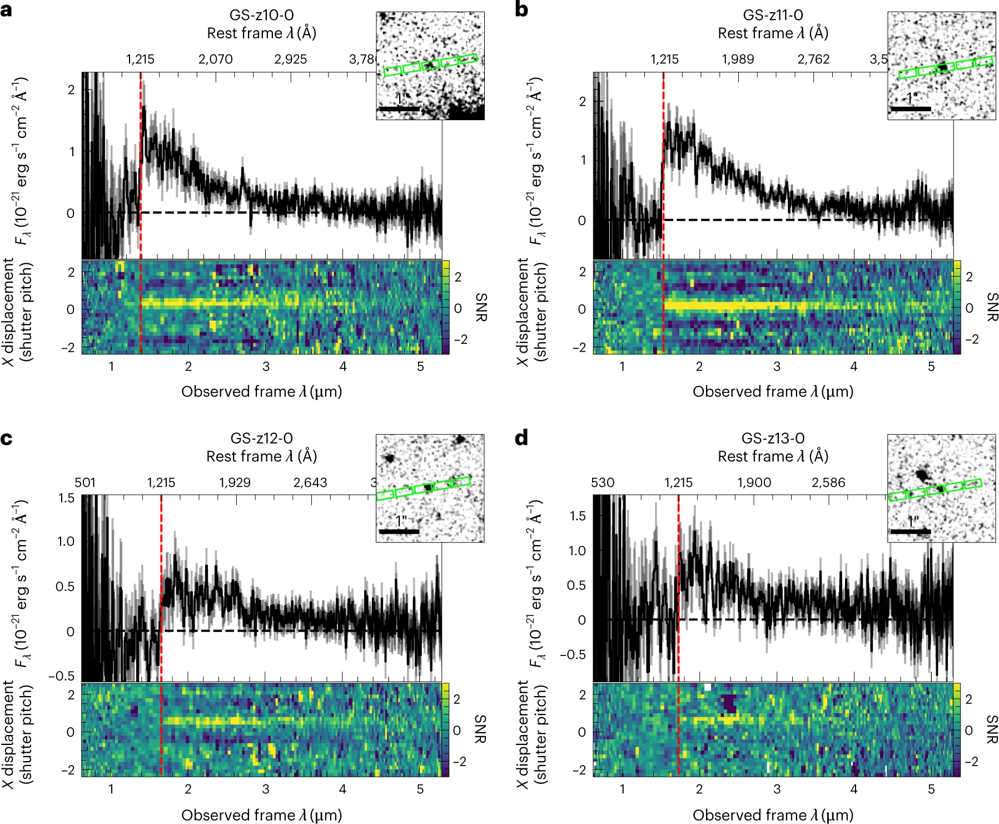 a
GS-z10-0
Rest frame λ (Å)
1,215 2,070 2,925 3,780
1"
2
1
0
Fλ (10⁻²¹ erg s⁻¹ cm⁻² Å⁻¹)
2
0
−2
X displacement
(shutter pitch)
2
0
−2
SNR
1 2 3 4 5
Observed frame λ (μm)
b
GS-z11-0
Rest frame λ (Å)
1,215 1,989 2,762 3,5
1"
2
1
0
Fλ (10⁻²¹ erg s⁻¹ cm⁻² Å⁻¹)
2
0
−2
X displacement
(shutter pitch)
2
0
−2
SNR
1 2 3 4 5
Observed frame λ (μm)
c
GS-z12-0
Rest frame λ (Å)
501 1,215 1,929 2,643 3
1"
1.5
1.0
0.5
0
−0.5
Fλ (10⁻²¹ erg s⁻¹ cm⁻² Å⁻¹)
2
0
−2
X displacement
(shutter pitch)
2
0
−2
SNR
1 2 3 4 5
Observed frame λ (μm)
d
GS-z13-0
Rest frame λ (Å)
530 1,215 1,900 2,586
1"
1.5
1.0
0.5
0
−0.5
Fλ (10⁻²¹ erg s⁻¹ cm⁻² Å⁻¹)
2
0
−2
X displacement
(shutter pitch)
2
0
−2
SNR
1 2 3 4 5
Observed frame λ (μm)